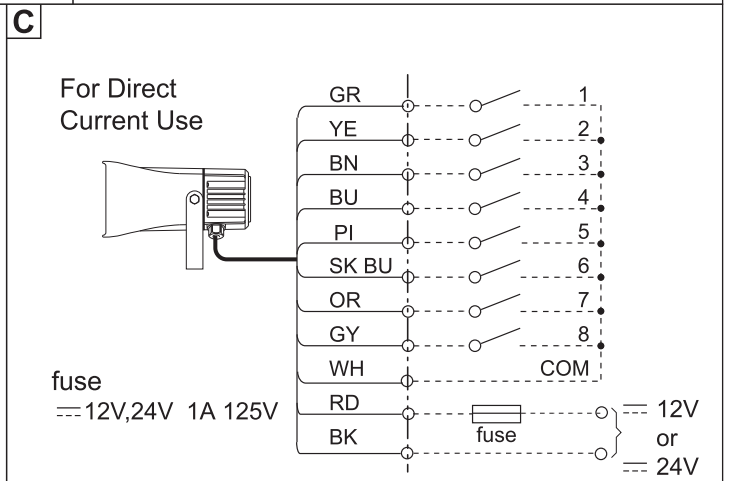 C
For Direct
Current Use
GR 1
YE 2
BN 3
BU 4
PI 5
SK BU 6
OR 7
GY 8
WH COM
fuse
⎓12V,24V 1A 125V
RD fuse ⎓ 12V
BK or
⎓ 24V